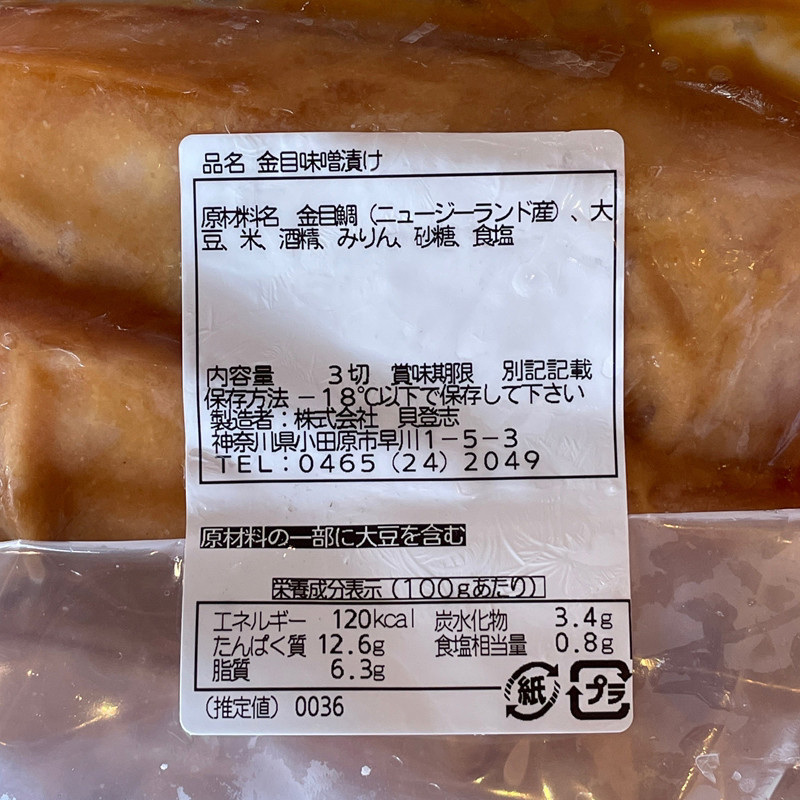 品名 金目味噌漬け
原材料名 金目鯛（ニュージーランド産）、大
豆、米、酒精、みりん、砂糖、食塩
内容量 3切 賞味期限 別記記載
保存方法 －18℃以下で保存して下さい
製造者：株式会社 貝登志
神奈川県小田原市早川1－5－3
TEL：0465（24）2049
原材料の一部に大豆を含む
栄養成分表示（100gあたり）
エネルギー 120kcal 炭水化物 3.4g
たんぱく質 12.6g 食塩相当量 0.8g
脂質 6.3g
（推定値）0036
紙 プラ